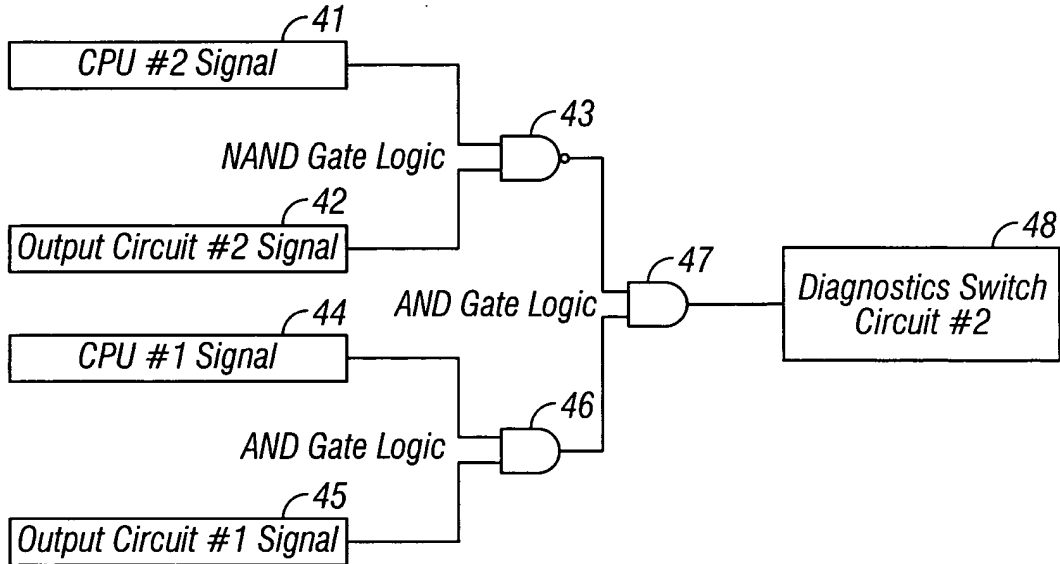 41
CPU #2 Signal
43
NAND Gate Logic
42
Output Circuit #2 Signal
47
48
AND Gate Logic
Diagnostics Switch
Circuit #2
44
CPU #1 Signal
46
AND Gate Logic
45
Output Circuit #1 Signal